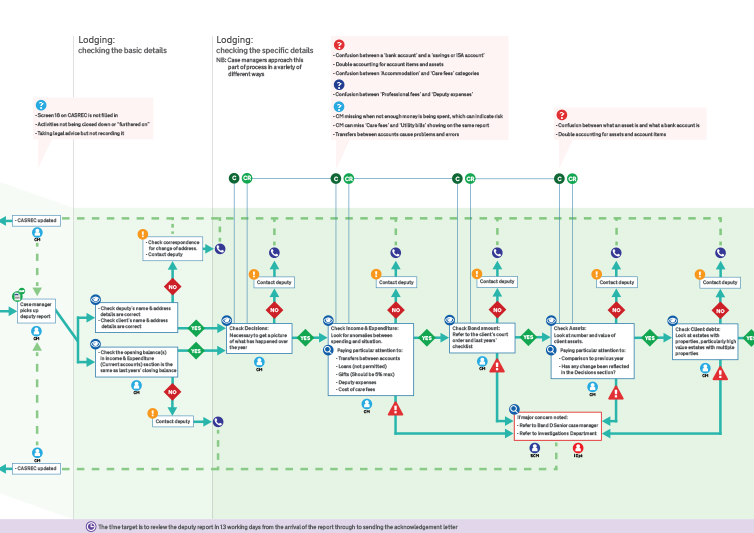 Lodging:
checking the basic details
Lodging:
checking the specific details
NB: Case managers approach this
part of process in a variety of
different ways
- Confusion between a 'bank account' and a 'savings or ISA account'
- Double accounting for account items and assets
- Confusion between 'Accommodation' and 'Care fees' categories
- Confusion between 'Professional fees' and 'Deputy expenses'
- CM missing when not enough money is being spent, which can indicate risk
- CM can miss 'Care fees' and 'Utility bills' showing on the same report
- Transfers between accounts cause problems and errors
- Screen 16 on CASREC is not filled in
- Activities not being closed down or "furthered on"
- Taking legal advice but not recording it
- Confusion between what an asset is and what a bank account is
- Double accounting for assets and account items
C CR
C CR
C CR
C CR
- CASREC updated
CM
- Check correspondence
for change of address.
- Contact deputy
Contact deputy
Contact deputy
Contact deputy
Contact deputy
Contact deputy
NO
NO
NO
NO
NO
NO
Case manager
picks up
deputy report
CM
- Check deputy's name & address
details are correct
- Check client's name & address
details are correct
YES
- Check the opening balance(s)
in Income & Expenditure
(Current accounts) section is the
same as last years' closing balance
CM
YES
Check Decisions:
Necessary to get a picture
of what has happened over
the year
CM
YES
Check Income & Expenditure:
Look for anomalies between
spending and situation.
Paying particular attention to:
- Transfers between accounts
- Loans (not permitted)
- Gifts (Should be 5% max)
- Deputy expenses
- Cost of care fees
CM
YES
Check Bond amount:
Refer to the client's court
order and last years'
checklist
CM
YES
Check Assets:
Look at number and value of
client assets.
Paying particular attention to:
- Comparison to previous year
- Has any change been reflected
in the Decisions section?
CM
YES
Check Client debts:
Look at estates with
properties, particularly high
value estates with multiple
properties
CM
YES
NO
Contact deputy
If major concern noted:
- Refer to Band D Senior case manager
- Refer to Investigations Department
SCM
CM
- CASREC updated
The time target is to review the deputy report in 13 working days from the arrival of the report through to sending the acknowledgement letter